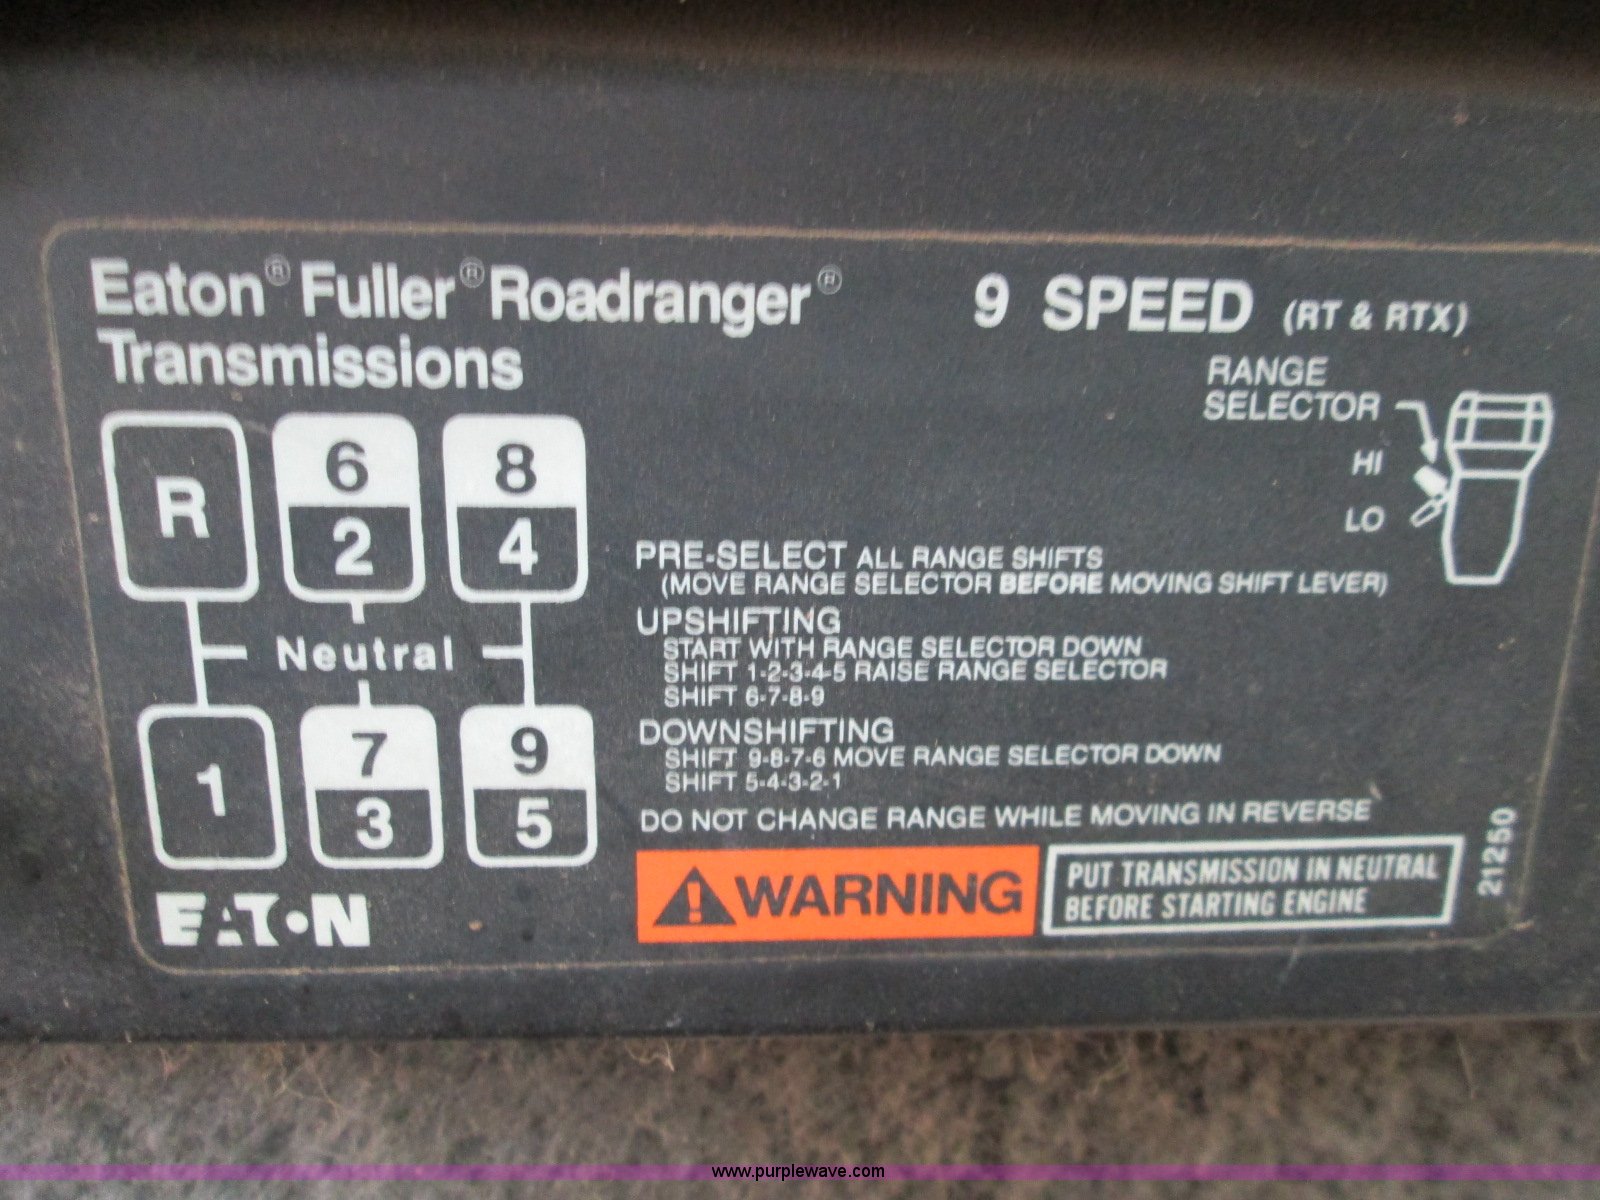 Eaton® Fuller® Roadranger®
Transmissions
9 SPEED (RT & RTX)
RANGE
SELECTOR
HI
LO
R
6
2
8
4
Neutral
1
7
3
9
5
PRE-SELECT ALL RANGE SHIFTS
(MOVE RANGE SELECTOR BEFORE MOVING SHIFT LEVER)
UPSHIFTING
START WITH RANGE SELECTOR DOWN
SHIFT 1-2-3-4-5 RAISE RANGE SELECTOR
SHIFT 6-7-8-9
DOWNSHIFTING
SHIFT 9-8-7-6 MOVE RANGE SELECTOR DOWN
SHIFT 5-4-3-2-1
DO NOT CHANGE RANGE WHILE MOVING IN REVERSE
WARNING
PUT TRANSMISSION IN NEUTRAL
BEFORE STARTING ENGINE
21250
EATON
www.purplewave.com